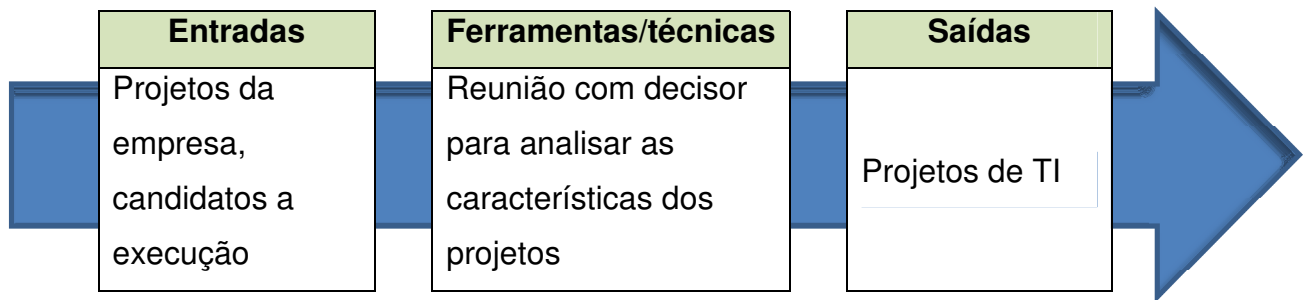 Entradas
Projetos da
empresa,
candidatos a
execução
Ferramentas/técnicas
Reunião com decisor
para analisar as
características dos
projetos
Saídas
Projetos de TI